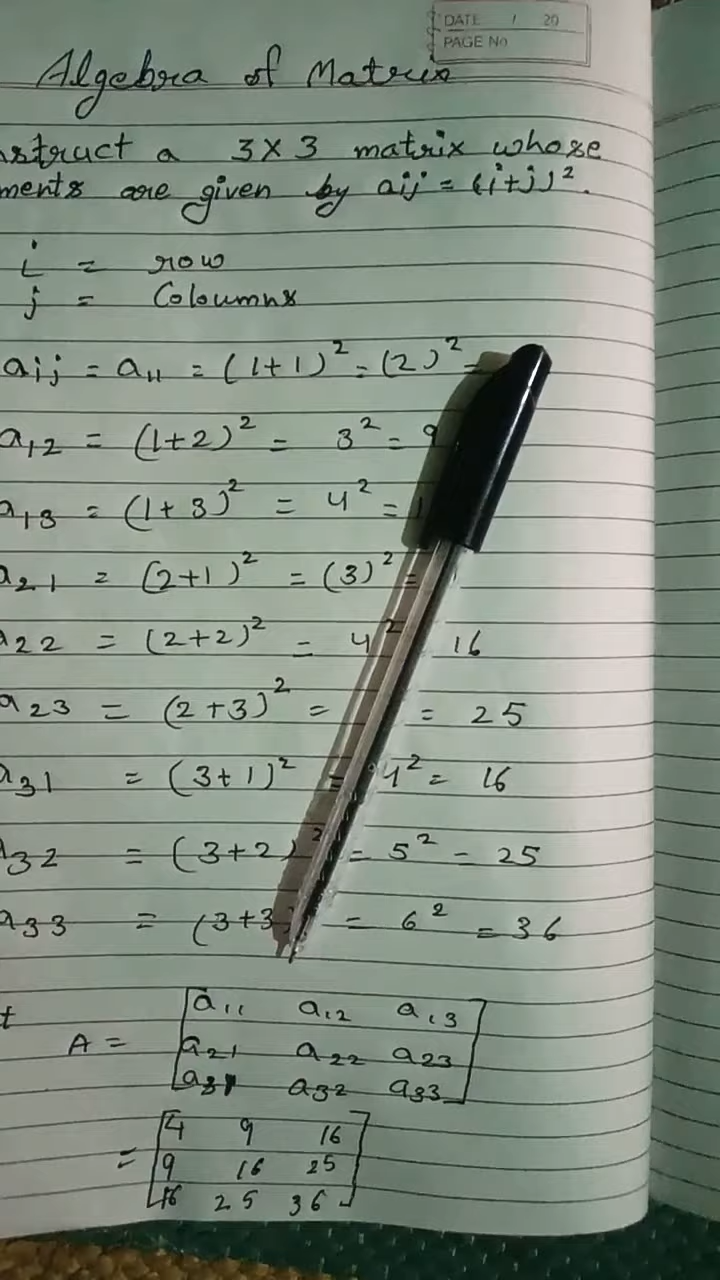 DATE / 20
PAGE No
Algebra of Matrix
nstruct a 3×3 matrix whose
ments are given by aij = (i+j)².
i = row
j = Coloumns
aij = a₁₁ = (1+1)² = (2)² =
a₁₂ = (1+2)² = 3² = 9
a₁₃ = (1+3)² = 4² = 1
a₂₁ = (2+1)² = (3)² =
a₂₂ = (2+2)² = 4² 16
a₂₃ = (2+3)² = = 25
a₃₁ = (3+1)² = 4² = 16
a₃₂ = (3+2)² = 5² = 25
a₃₃ = (3+3 = 6² = 36
t
A = [a₁₁ a₁₂ a₁₃
a₂₁ a₂₂ a₂₃
a₃₁ a₃₂ a₃₃]
= [4 9 16
9 16 25
16 25 36]